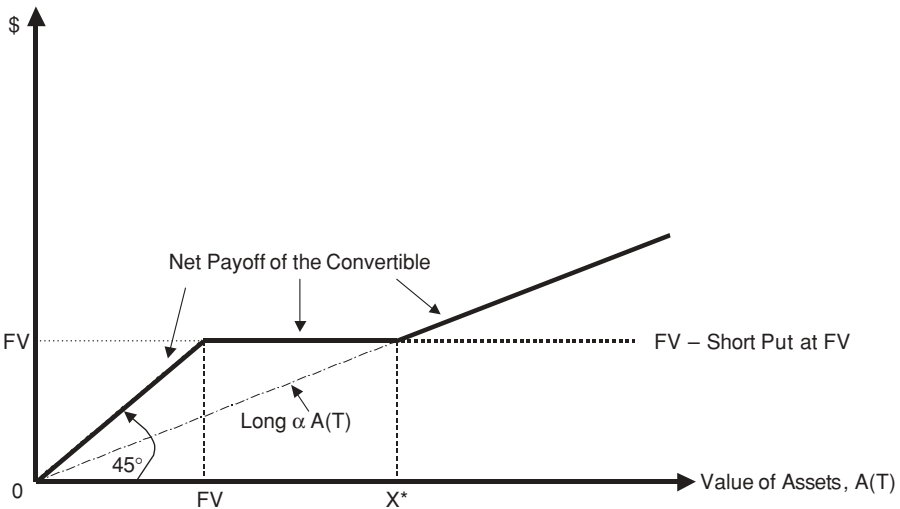 $
Net Payoff of the Convertible
FV
FV – Short Put at FV
Long α A(T)
45°
0
FV
X*
Value of Assets, A(T)